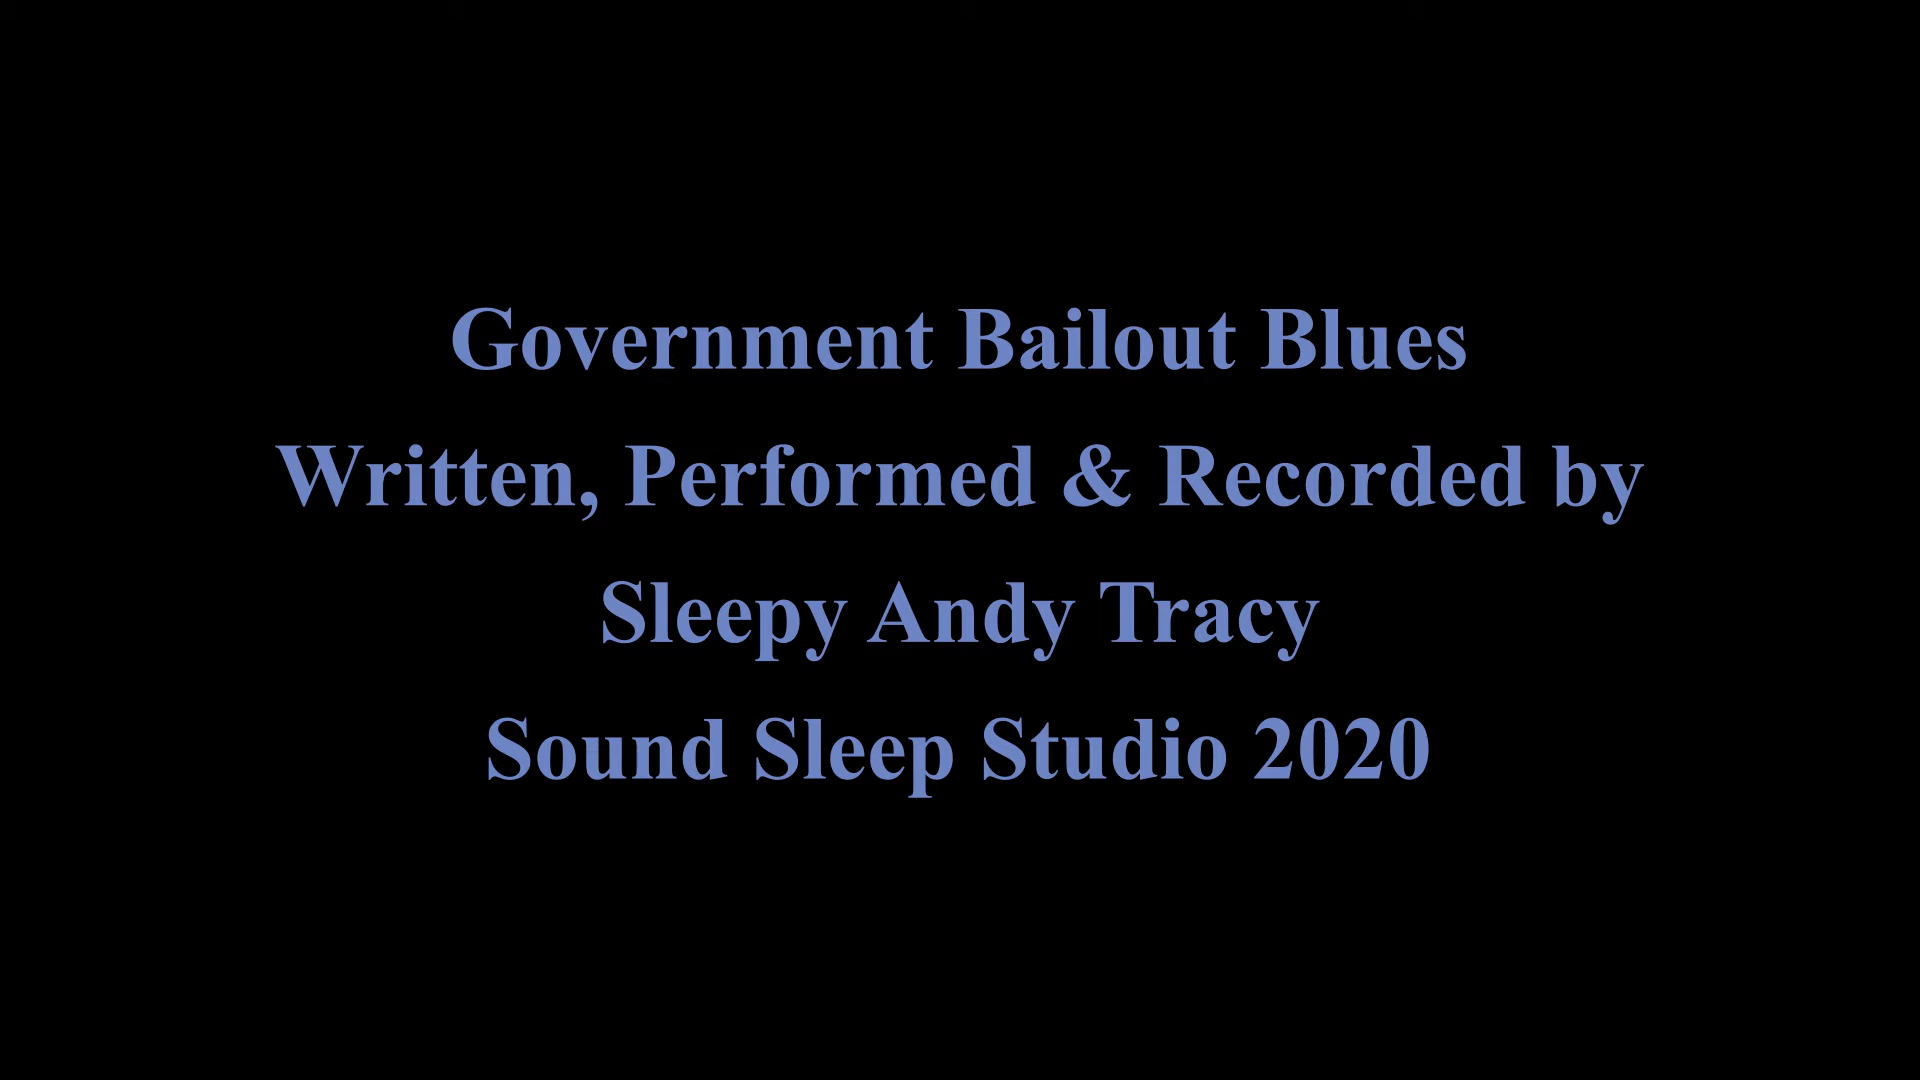 Government Bailout Blues
Written, Performed & Recorded by
Sleepy Andy Tracy
Sound Sleep Studio 2020